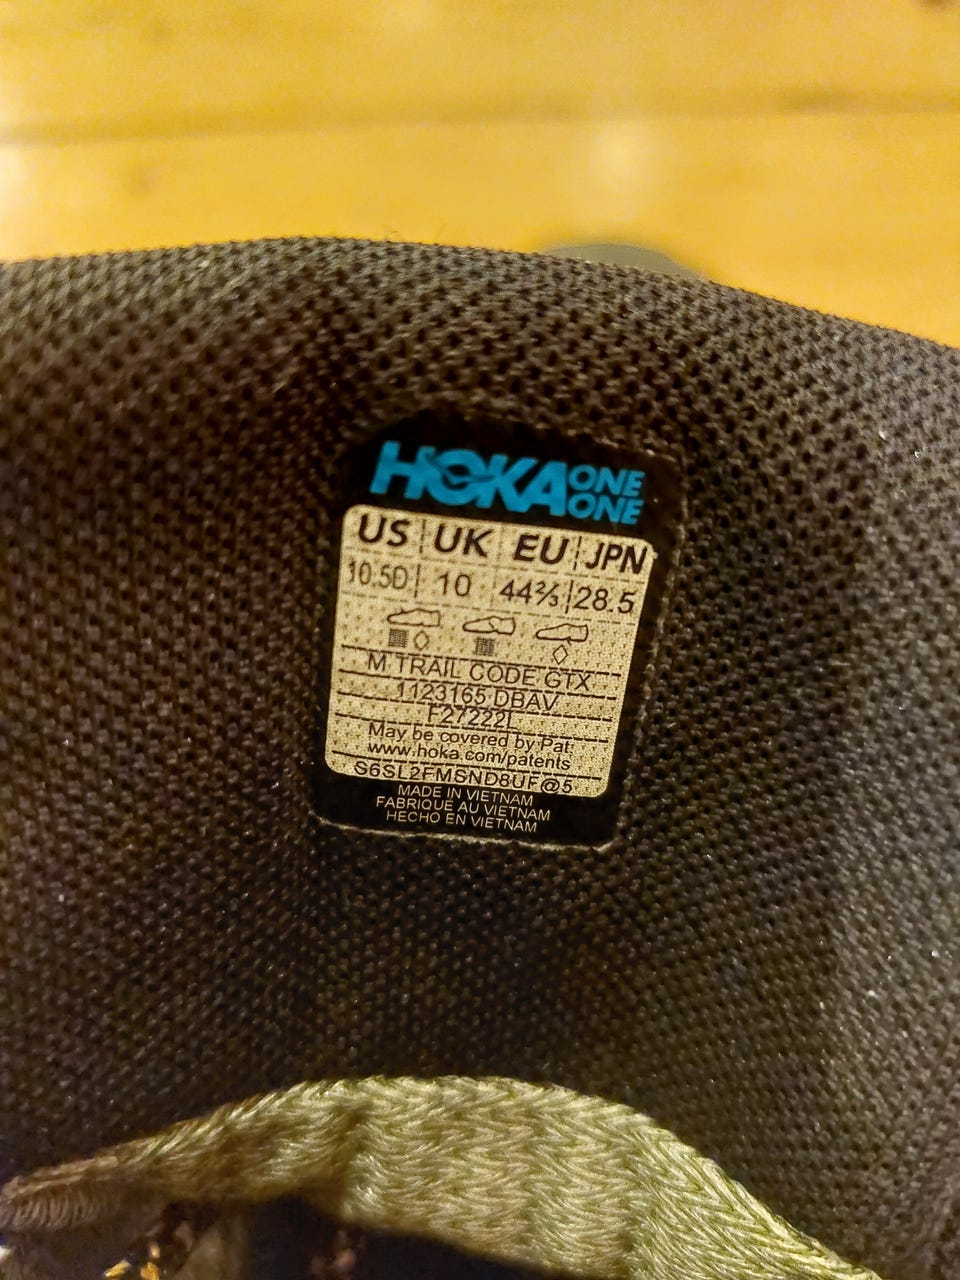 HOKA ONE ONE
US UK EU JPN
10.5D 10 44⅔ 28.5
M TRAIL CODE GTX
1123165 DBAV
F27222I
May be covered by Pat:
www.hoka.com/patents
S6SL2FMSND8UF@5
MADE IN VIETNAM
FABRIQUÉ AU VIETNAM
HECHO EN VIETNAM